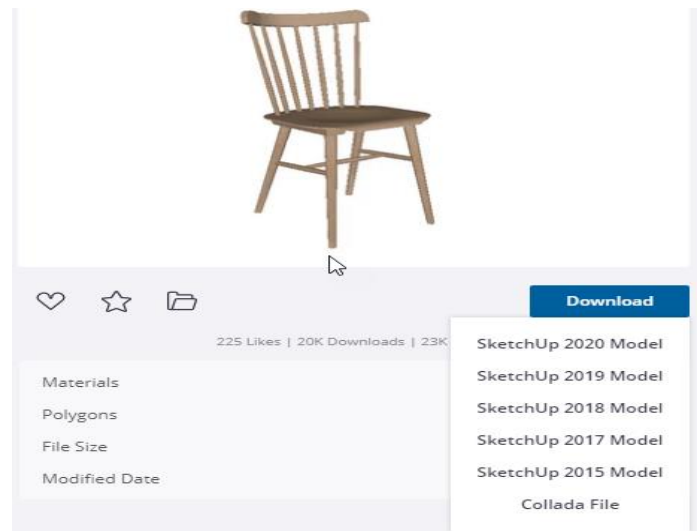 Download
225 Likes | 20K Downloads | 23K
SketchUp 2020 Model
SketchUp 2019 Model
Materials
SketchUp 2018 Model
Polygons
SketchUp 2017 Model
File Size
SketchUp 2015 Model
Modified Date
Collada File